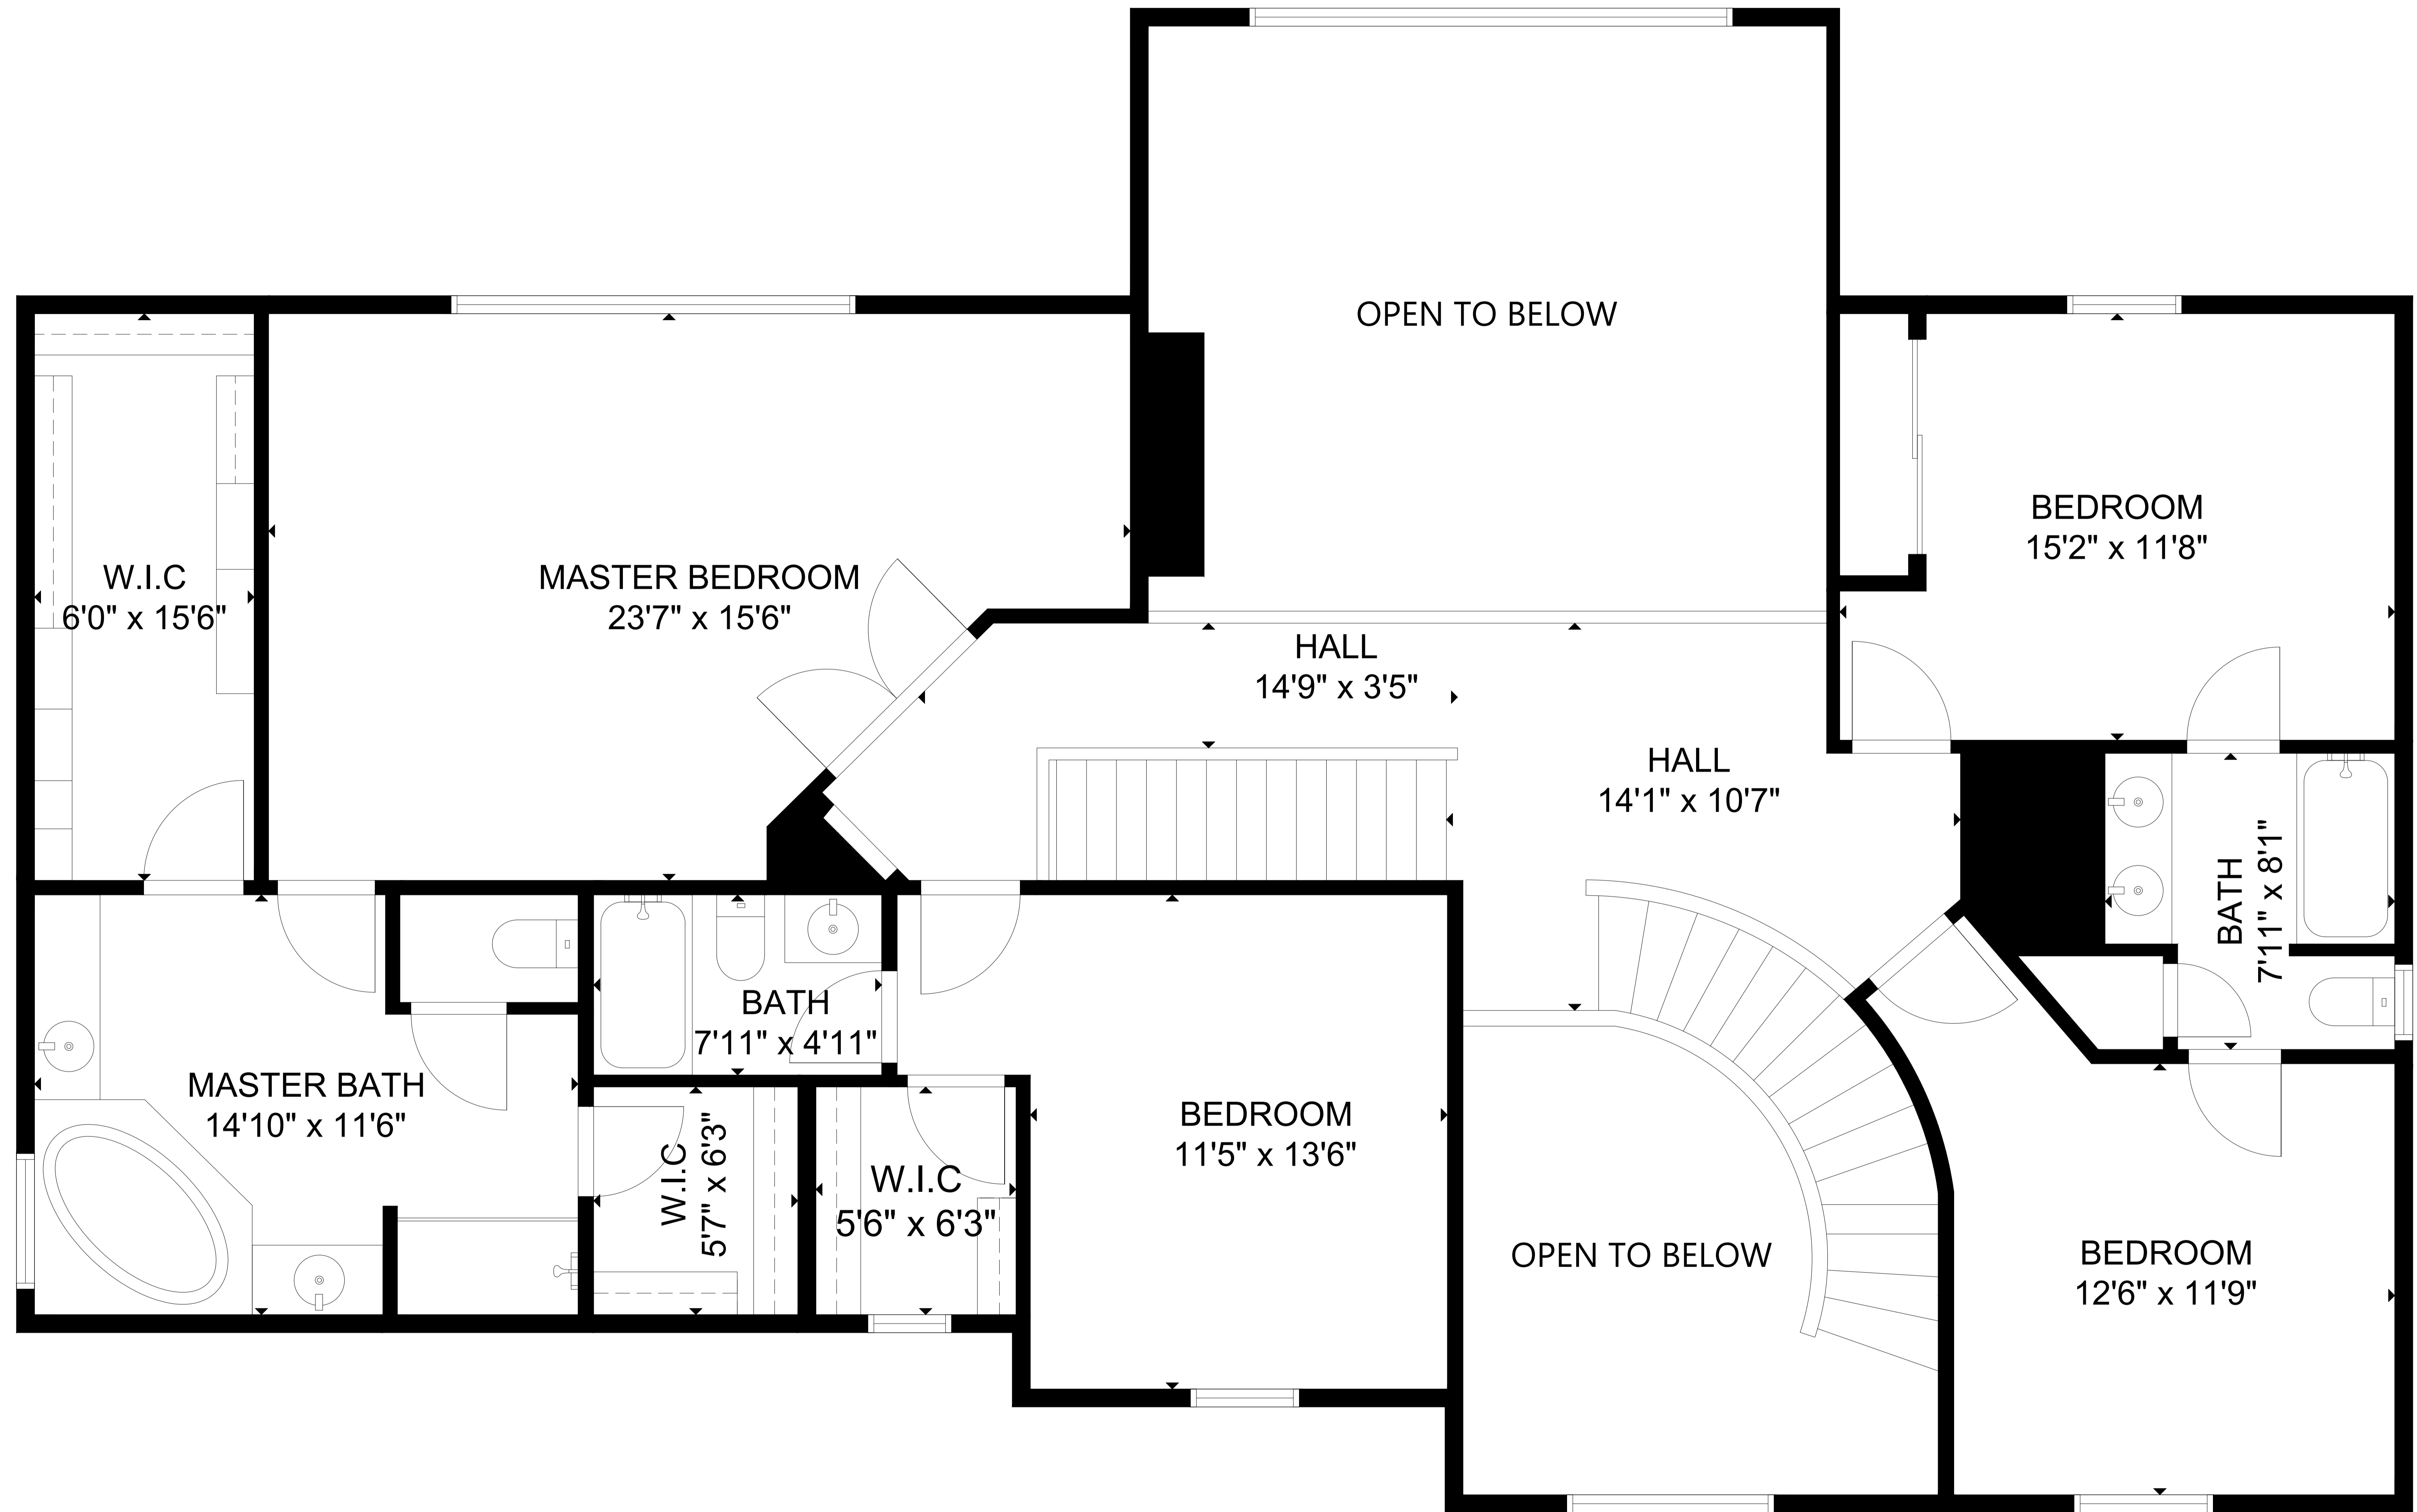 OPEN TO BELOW
BEDROOM
15'2" x 11'8"
W.I.C
6'0" x 15'6"
MASTER BEDROOM
23'7" x 15'6"
HALL
14'9" x 3'5"
HALL
14'1" x 10'7"
BATH
7'11" x 8'1"
BATH
7'11" x 4'11"
MASTER BATH
14'10" x 11'6"
W.I.C
5'7" x 6'3"
W.I.C
5'6" x 6'3"
BEDROOM
11'5" x 13'6"
OPEN TO BELOW
BEDROOM
12'6" x 11'9"